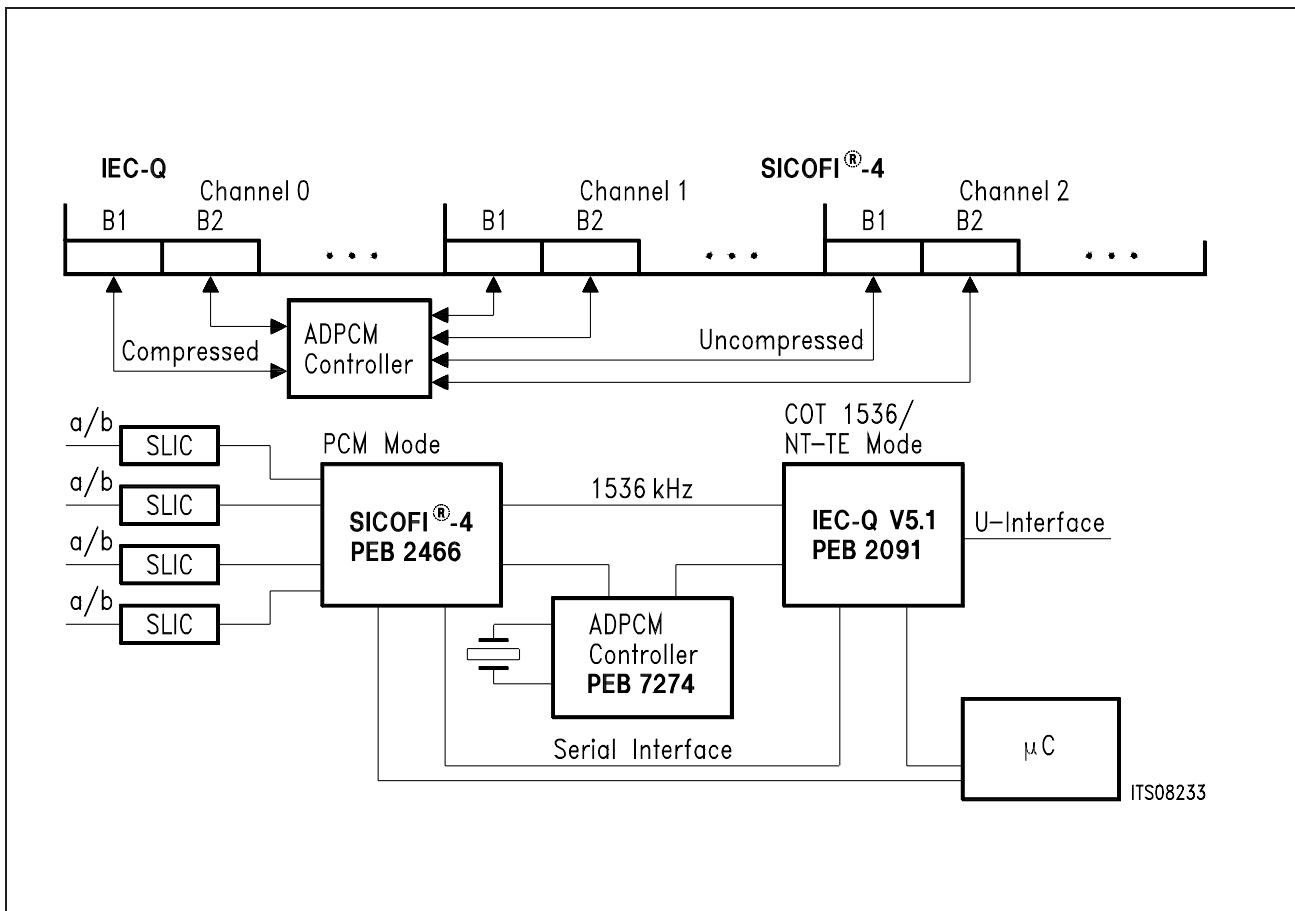 IEC-Q
SICOFI®-4
Channel 0
Channel 1
Channel 2
B1
B2
B1
B2
B1
B2
• • •
• • •
• • •
ADPCM
Controller
Compressed
Uncompressed
a/b
SLIC
a/b
SLIC
a/b
SLIC
a/b
SLIC
PCM Mode
SICOFI®-4
PEB 2466
1536 kHz
COT 1536/
NT-TE Mode
IEC-Q V5.1
PEB 2091
U-Interface
ADPCM
Controller
PEB 7274
Serial Interface
μC
ITS08233